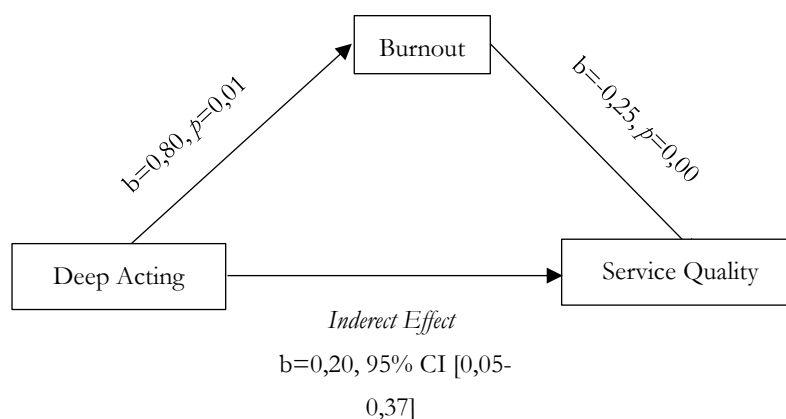 Burnout
b=0,80, p=0,01
b=-0,25, p=0,00
Deep Acting
Service Quality
Inderect Effect
b=0,20, 95% CI [0,05-
0,37]